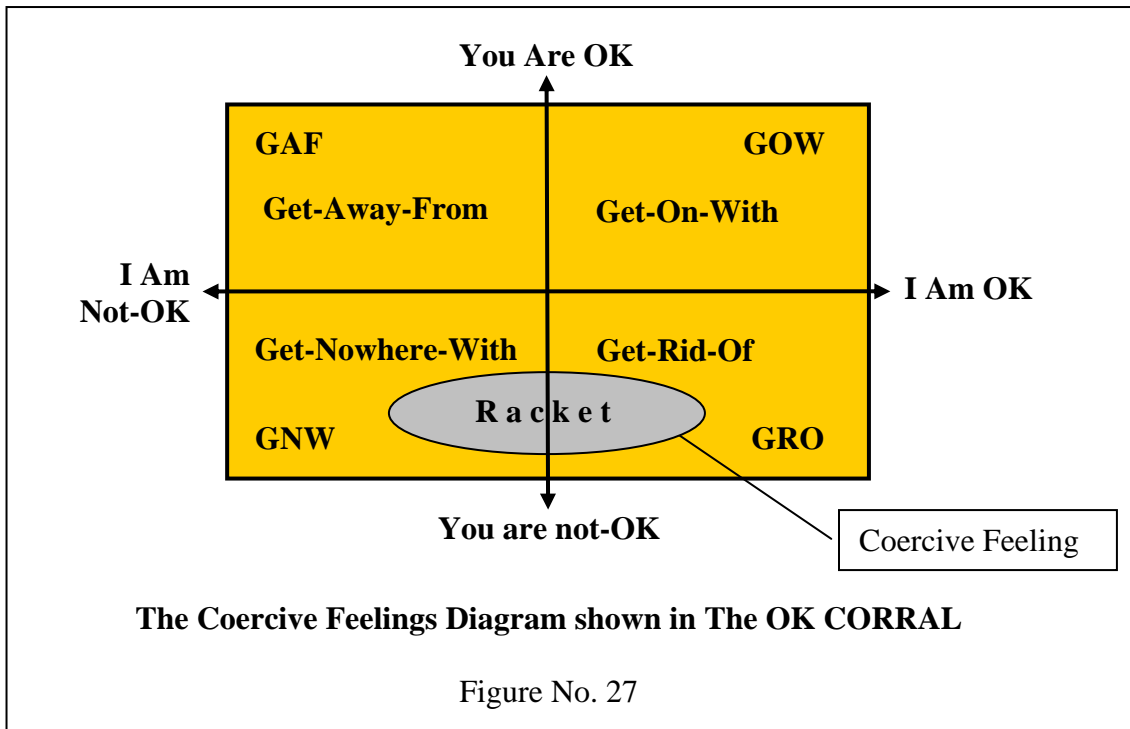 You Are OK
GAF GOW
Get-Away-From Get-On-With
I Am
Not-OK
I Am OK
Get-Nowhere-With Get-Rid-Of
R a c k e t
GNW GRO
You are not-OK
Coercive Feeling
The Coercive Feelings Diagram shown in The OK CORRAL
Figure No. 27